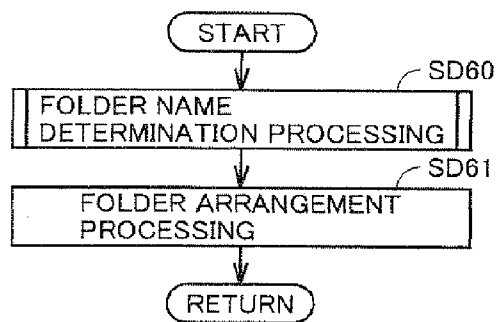 START
SD60
FOLDER NAME
DETERMINATION PROCESSING
SD61
FOLDER ARRANGEMENT
PROCESSING
RETURN